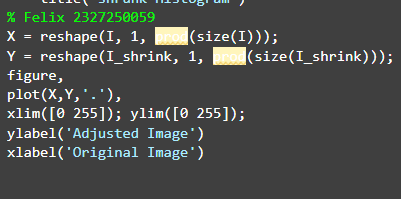 title("Shrunk Histogram")
% Felix 2327250059
X = reshape(I, 1, prod(size(I)));
Y = reshape(I_shrink, 1, prod(size(I_shrink)));
figure,
plot(X,Y,'.'),
xlim([0 255]); ylim([0 255]);
ylabel('Adjusted Image')
xlabel('Original Image')